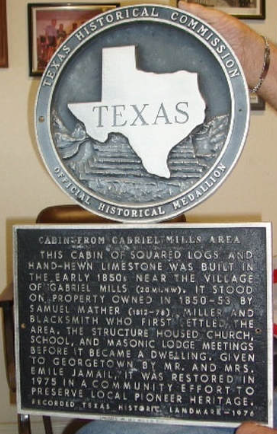 TEXAS HISTORICAL COMMISSION
TEXAS
OFFICIAL HISTORICAL MEDALLION
CABIN FROM GABRIEL MILLS AREA
THIS CABIN OF SQUARED LOGS AND
HAND-HEWN LIMESTONE WAS BUILT IN
THE EARLY 1850s NEAR THE VILLAGE
OF GABRIEL MILLS (20 MI. NW). IT STOOD
ON PROPERTY OWNED IN 1850-53 BY
SAMUEL MATHER (1812-78), MILLER AND
BLACKSMITH WHO FIRST SETTLED THE
AREA. THE STRUCTURE HOUSED CHURCH,
SCHOOL, AND MASONIC LODGE MEETINGS
BEFORE IT BECAME A DWELLING. GIVEN
TO GEORGETOWN BY MR. AND MRS.
EMILE JAMAIL, IT WAS RESTORED IN
1975 IN A COMMUNITY EFFORT TO
PRESERVE LOCAL PIONEER HERITAGE.
RECORDED TEXAS HISTORIC LANDMARK-1976